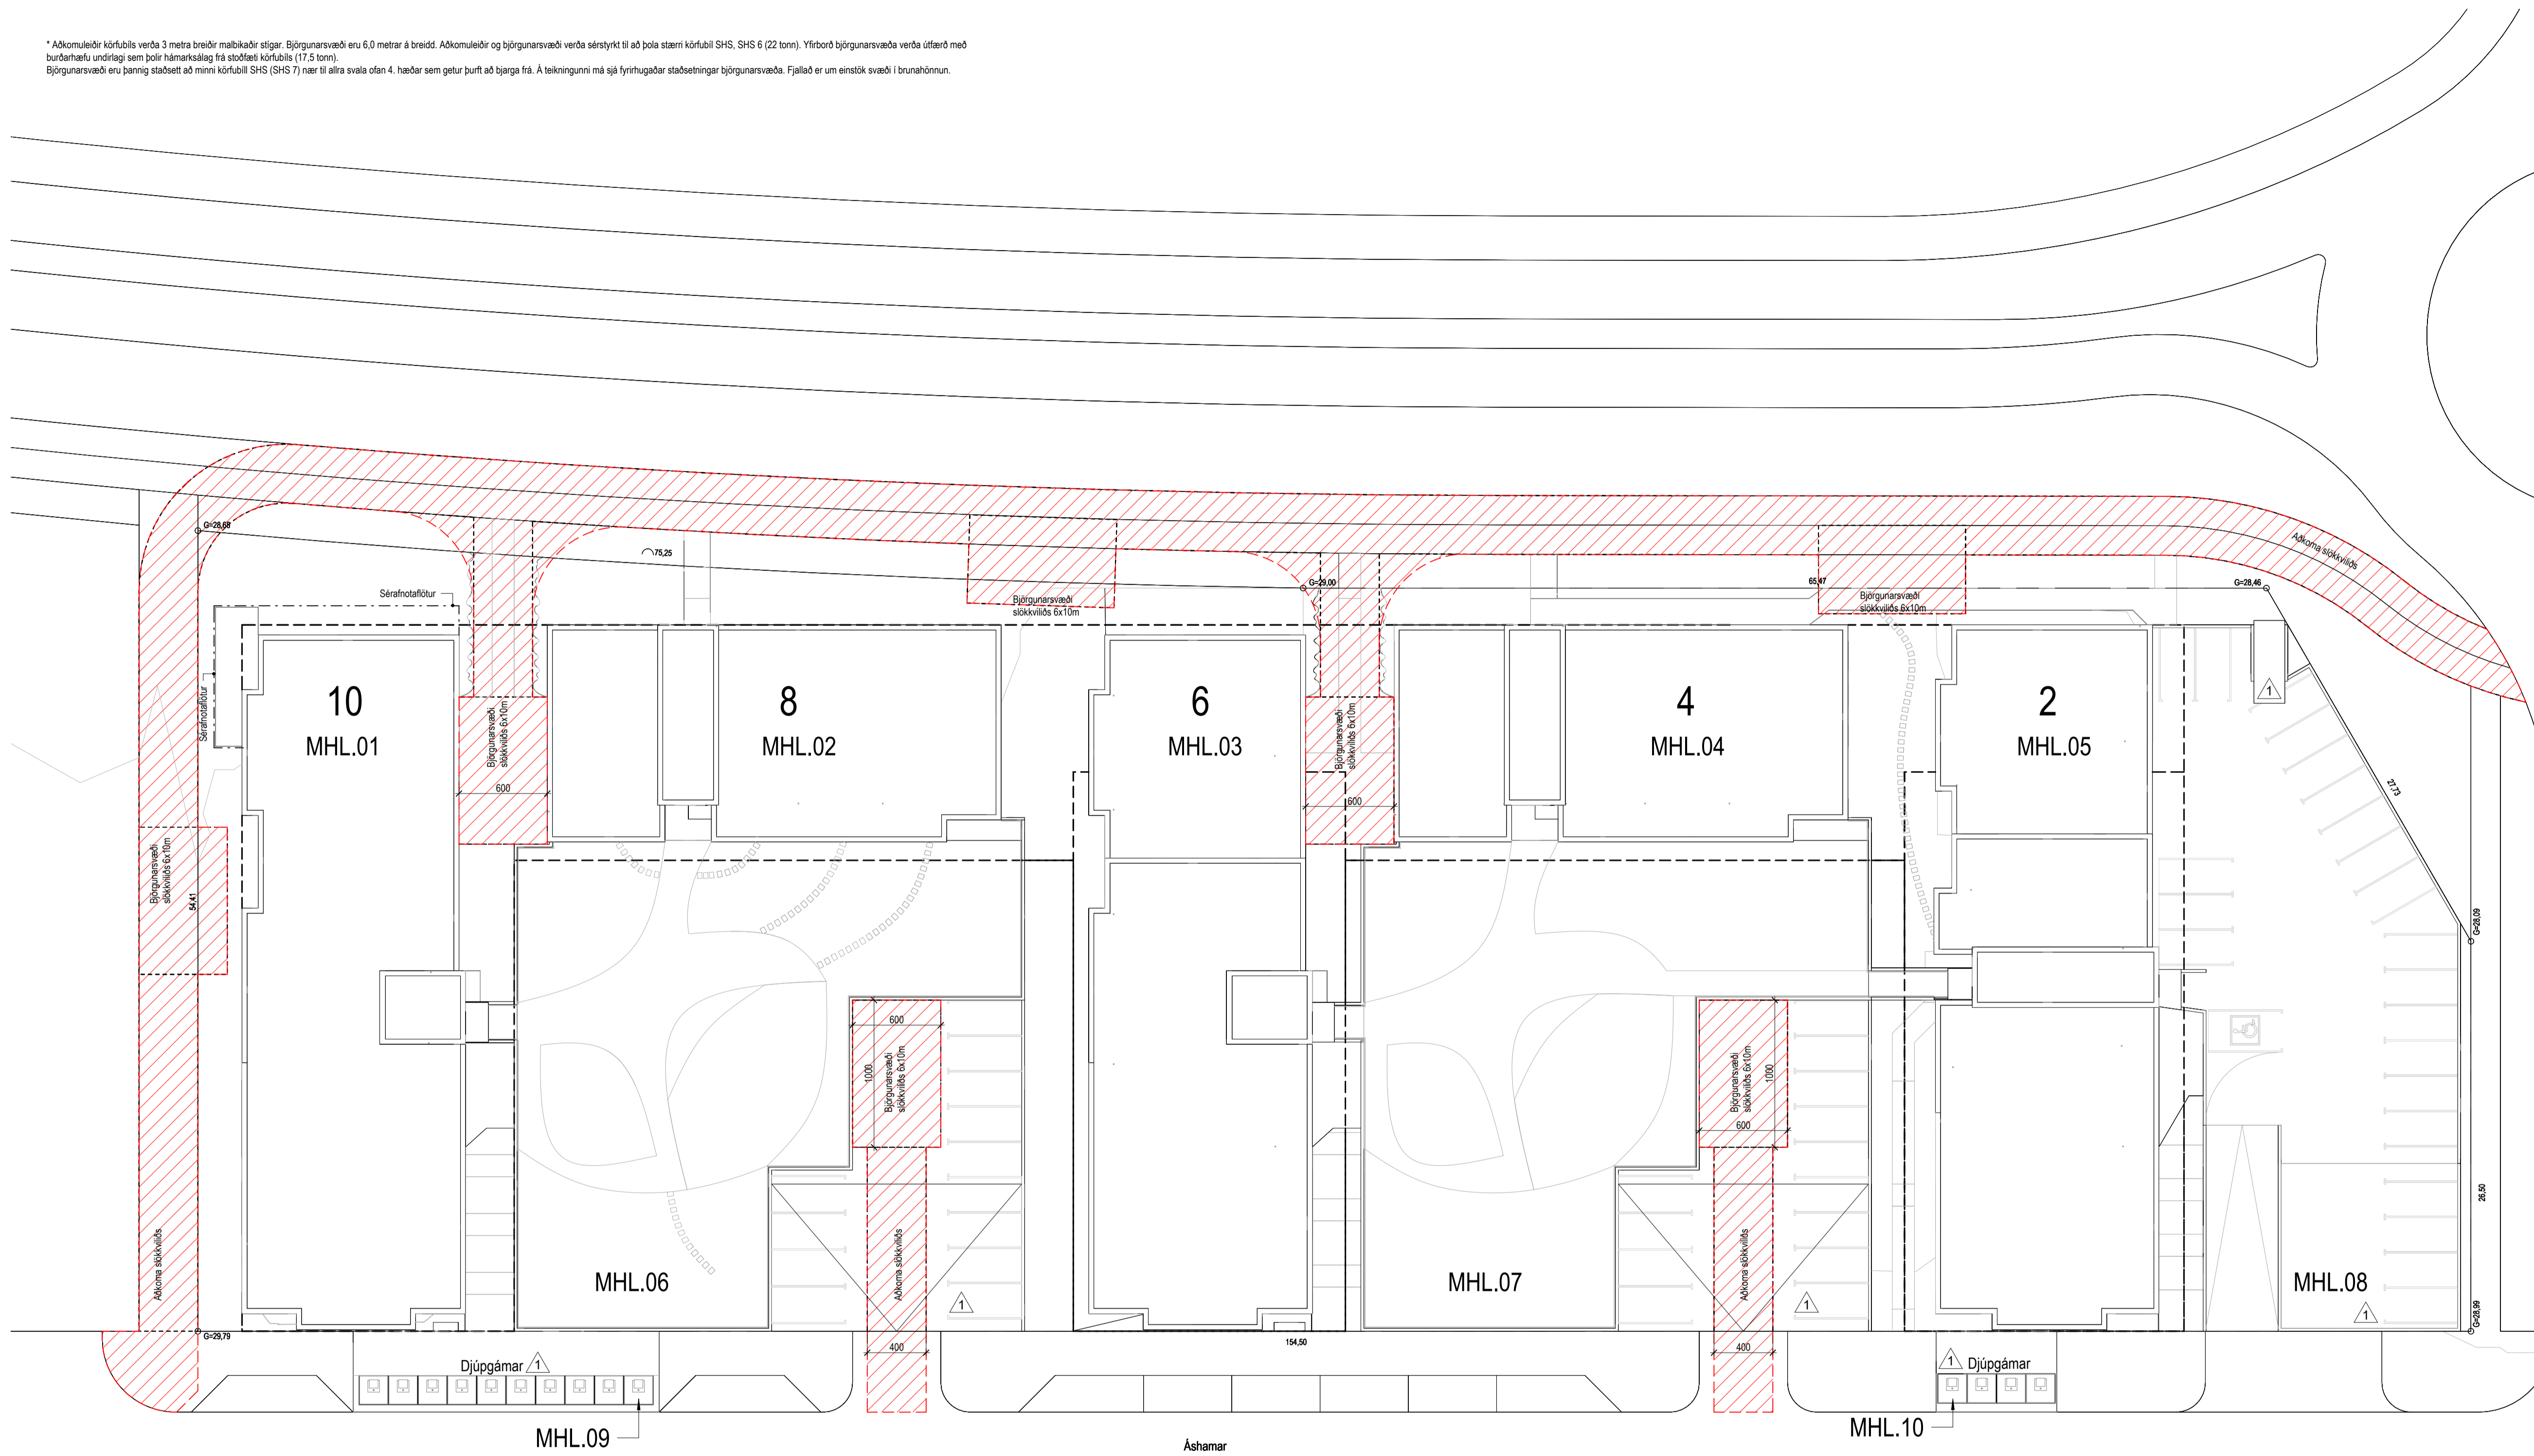 * Aðkomuleiðir körfubíls verða 3 metra breiðir malbikaðir stígar. Björgunarsvæði eru 6,0 metrar á breidd. Aðkomuleiðir og björgunarsvæði verða sérstyrkt til að þola stærri körfubíl SHS, SHS 6 (22 tonn). Yfirborð björgunarsvæða verða útfærð með
burðarhæfu undirlagi sem þolir hámarksálag frá stoðfæti körfubíls (17,5 tonn).
Björgunarsvæði eru þannig staðsett að minni körfubíll SHS (SHS 7) nær til allra svala ofan 4. hæðar sem getur þurft að bjarga frá. Á teikningunni má sjá fyrirhugaðar staðsetningar björgunarsvæða. Fjallað er um einstök svæði í brunahönnun.
G=28,68
75,25
Aðkoma slökkviliðs
G=29,00
65,47
G=28,46
Sérafnotaflötur
Björgunarsvæði
slökkviliðs 6x10m
Björgunarsvæði
slökkviliðs 6x10m
Sérafnotaflötur
10
MHL.01
Björgunarsvæði
slökkviliðs 6x10m
600
8
MHL.02
6
MHL.03
Björgunarsvæði
slökkviliðs 6x10m
600
4
MHL.04
2
MHL.05
1
27,73
Björgunarsvæði
slökkviliðs 6x10m
54,41
G=28,09
600
1000
Björgunarsvæði
slökkviliðs 6x10m
Björgunarsvæði
slökkviliðs 6x10m
1000
600
26,50
Aðkoma slökkviliðs
MHL.06
Aðkoma slökkviliðs
1
MHL.07
Aðkoma slökkviliðs
1
MHL.08
1
G=28,99
G=29,79
154,50
400
400
Djúpgámar 1
1 Djúpgámar
MHL.09
MHL.10
Áshamar